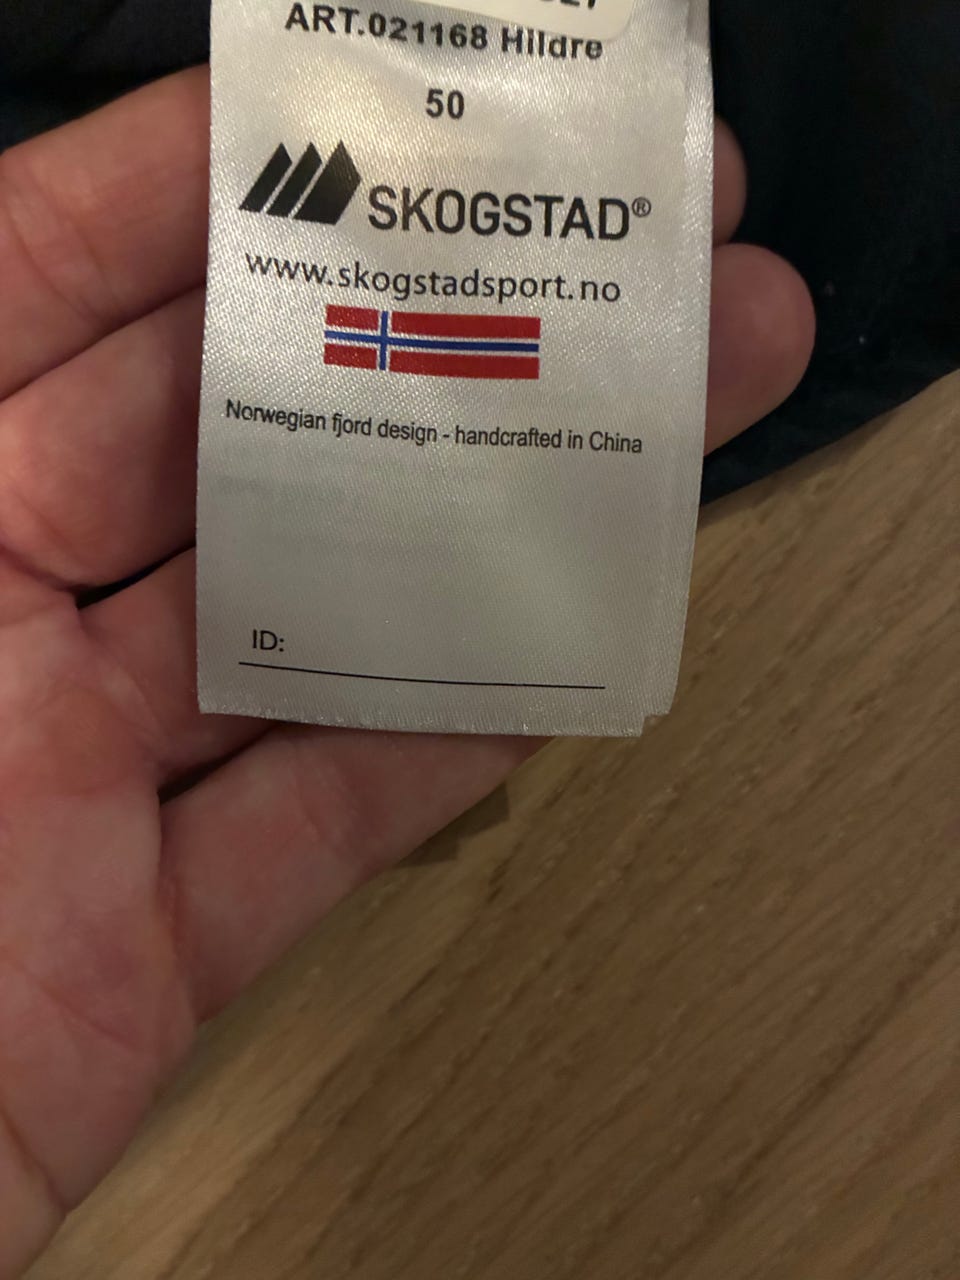 ART.021168 Hildre
50
SKOGSTAD®
www.skogstadsport.no
Norwegian fjord design - handcrafted in China
ID: